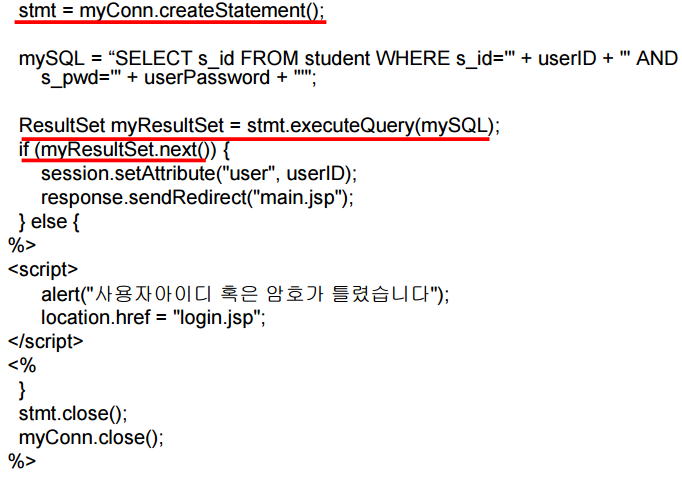 stmt = myConn.createStatement();
mySQL = “SELECT s_id FROM student WHERE s_id='" + userID + "' AND
s_pwd='" + userPassword + "'";
ResultSet myResultSet = stmt.executeQuery(mySQL);
if (myResultSet.next()) {
session.setAttribute("user", userID);
response.sendRedirect("main.jsp");
} else {
%>
<script>
alert("사용자아이디 혹은 암호가 틀렸습니다");
location.href = "login.jsp";
</script>
<%
}
stmt.close();
myConn.close();
%>